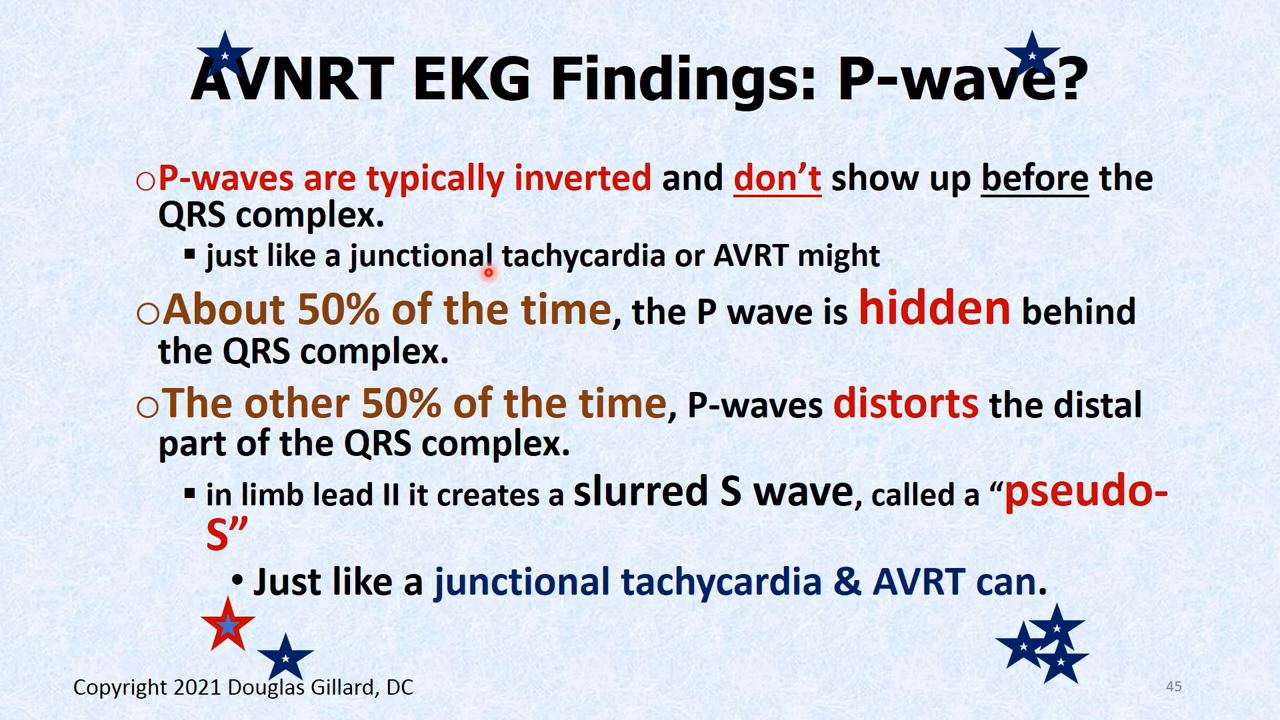 AVNRT EKG Findings: P-wave?
○P-waves are typically inverted and don’t show up before the
QRS complex.
▪ just like a junctional tachycardia or AVRT might
○About 50% of the time, the P wave is hidden behind
the QRS complex.
○The other 50% of the time, P-waves distorts the distal
part of the QRS complex.
▪ in limb lead II it creates a slurred S wave, called a “pseudo-
S”
• Just like a junctional tachycardia & AVRT can.
Copyright 2021 Douglas Gillard, DC
45